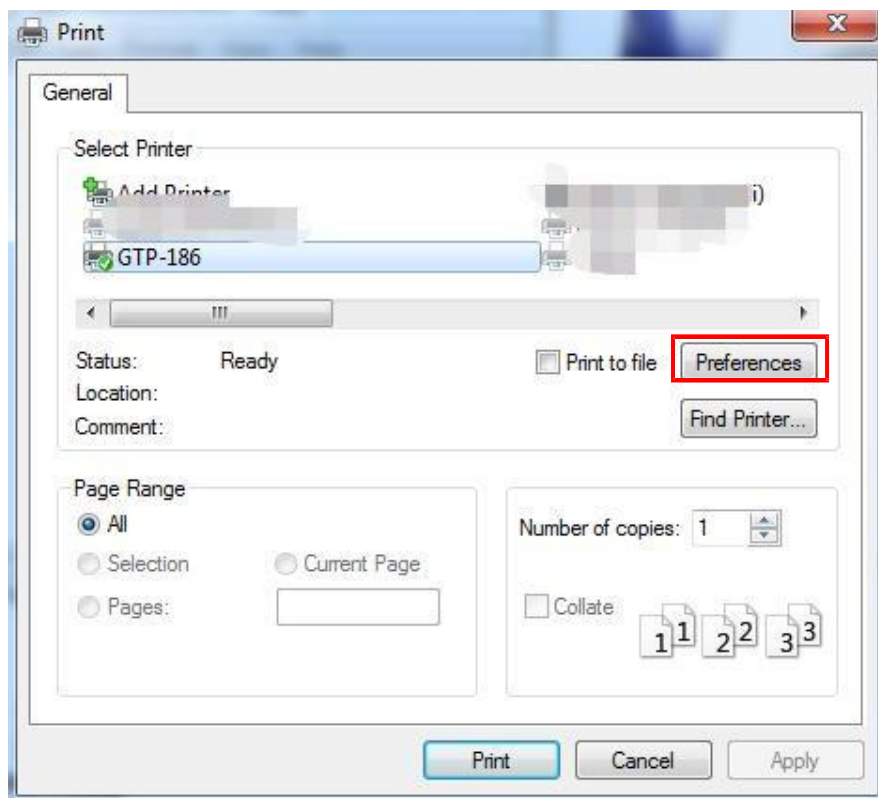 Print
General
Select Printer
Add Printer
i)
GTP-186
Status: Ready
Print to file
Preferences
Location:
Comment:
Find Printer...
Page Range
All
Selection
Current Page
Pages:
Number of copies: 1
Collate
1 1 2 2 3 3
Print
Cancel
Apply